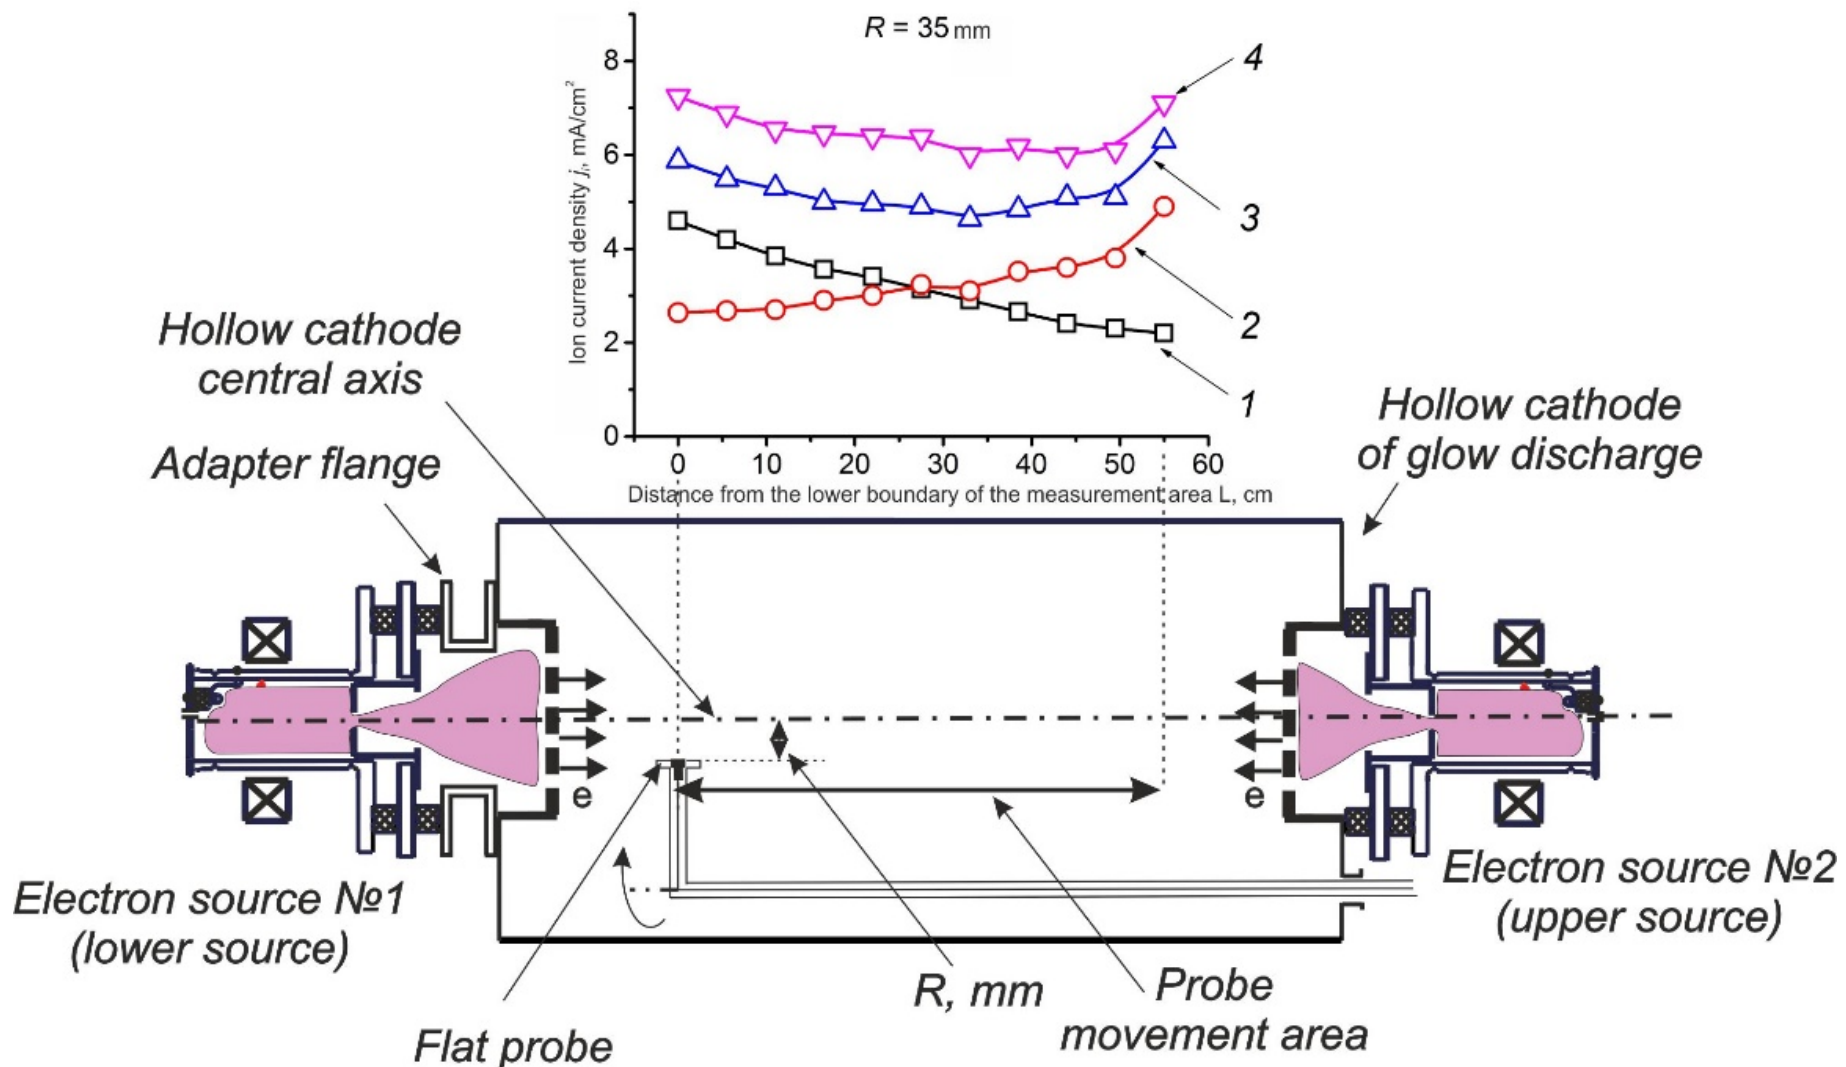 R = 35 mm
Ion current density jᵢ, mA/cm²
8
6
4
2
0
4
3
2
1
0 10 20 30 40 50 60
Distance from the lower boundary of the measurement area L, cm
Hollow cathode
central axis
Adapter flange
Hollow cathode
of glow discharge
e
e
Electron source №1
(lower source)
Electron source №2
(upper source)
R, mm
Probe
movement area
Flat probe